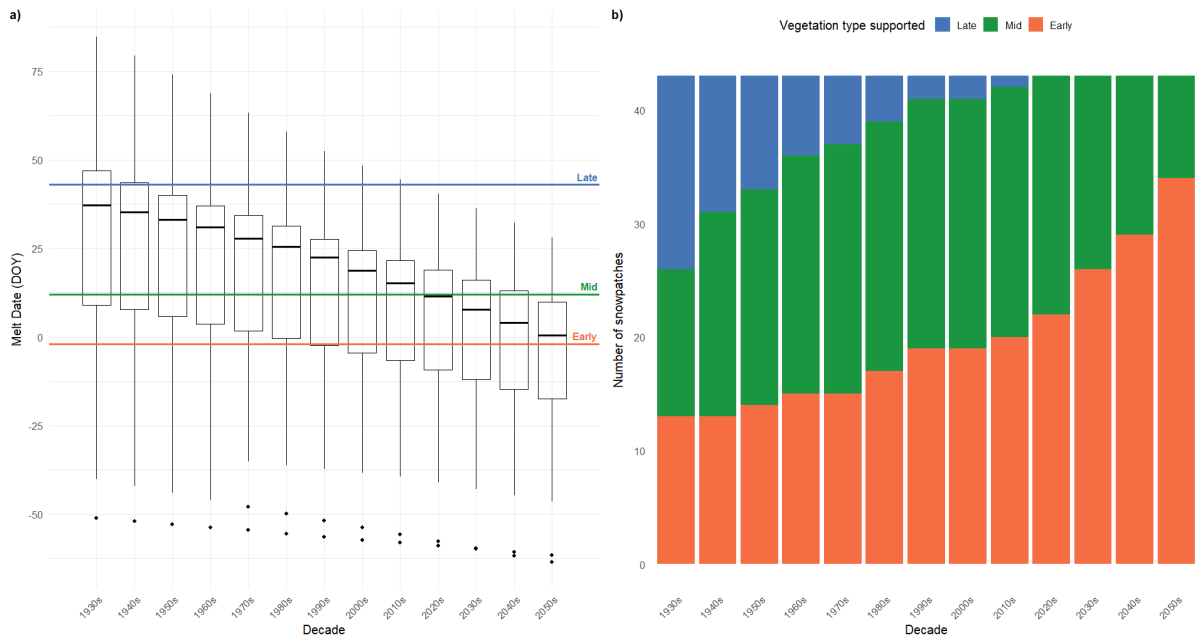 a)
Melt Date (DOY)
75
50
25
0
-25
-50
Late
Mid
Early
1930s 1940s 1950s 1960s 1970s 1980s 1990s 2000s 2010s 2020s 2030s 2040s 2050s
Decade
b)
Vegetation type supported Late Mid Early
Number of snowpatches
40
30
20
10
0
1930s 1940s 1950s 1960s 1970s 1980s 1990s 2000s 2010s 2020s 2030s 2040s 2050s
Decade